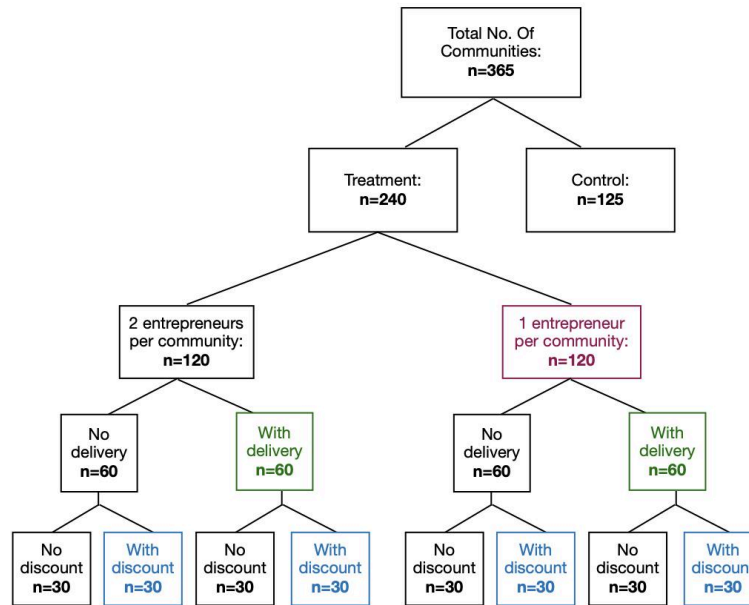 Total No. Of
Communities:
n=365
Treatment:
n=240
Control:
n=125
2 entrepreneurs
per community:
n=120
1 entrepreneur
per community:
n=120
No
delivery
n=60
With
delivery
n=60
No
delivery
n=60
With
delivery
n=60
No
discount
n=30
With
discount
n=30
No
discount
n=30
With
discount
n=30
No
discount
n=30
With
discount
n=30
No
discount
n=30
With
discount
n=30